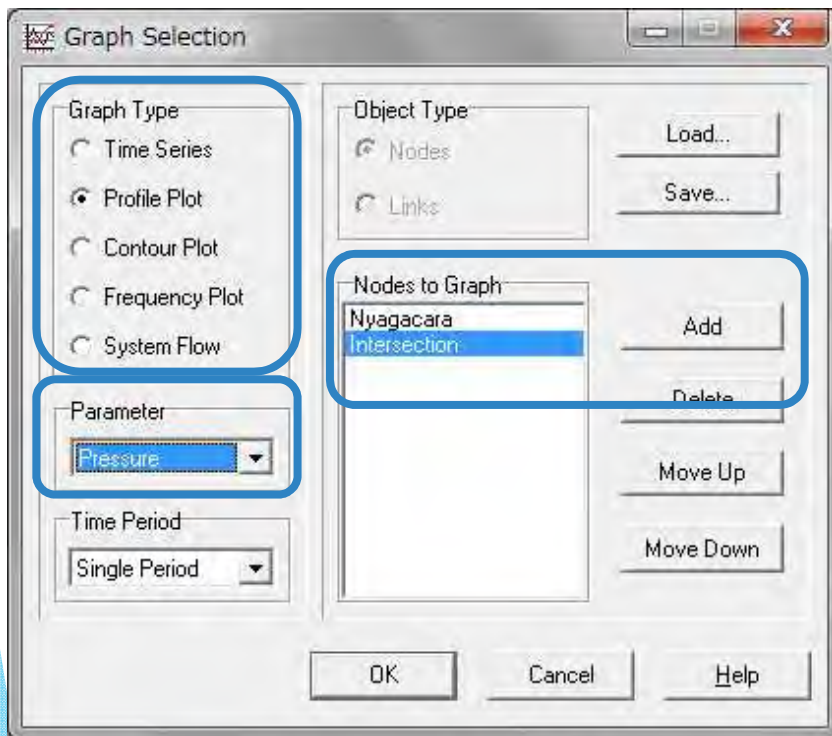 Graph Selection
Graph Type
Time Series
Profile Plot
Contour Plot
Frequency Plot
System Flow
Parameter
Pressure
Time Period
Single Period
Object Type
Nodes
Links
Load...
Save...
Nodes to Graph
Nyagacara
Intersection
Add
Delete
Move Up
Move Down
OK
Cancel
Help